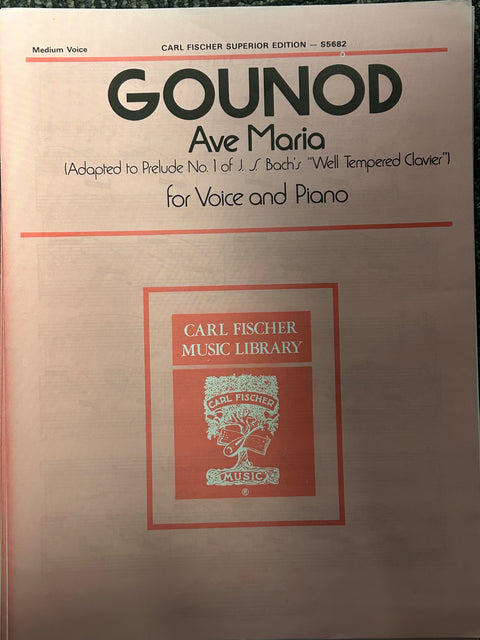 Medium Voice
CARL FISCHER SUPERIOR EDITION — S5682
GOUNOD
Ave Maria
(Adapted to Prelude No. 1 of J. S. Bach's "Well Tempered Clavier")
for Voice and Piano
CARL FISCHER
MUSIC LIBRARY
CARL FISCHER
MUSIC
®